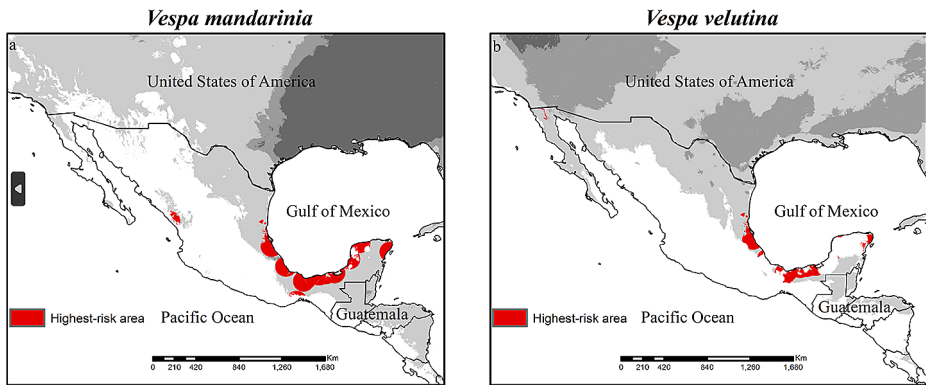 Vespa mandarinia
a
United States of America
Gulf of Mexico
Guatemala
Highest-risk area
Pacific Ocean
Km
0 210 420 840 1,260 1,680
Vespa velutina
b
United States of America
Gulf of Mexico
Guatemala
Highest-risk area
Pacific Ocean
Km
0 210 420 840 1,260 1,680